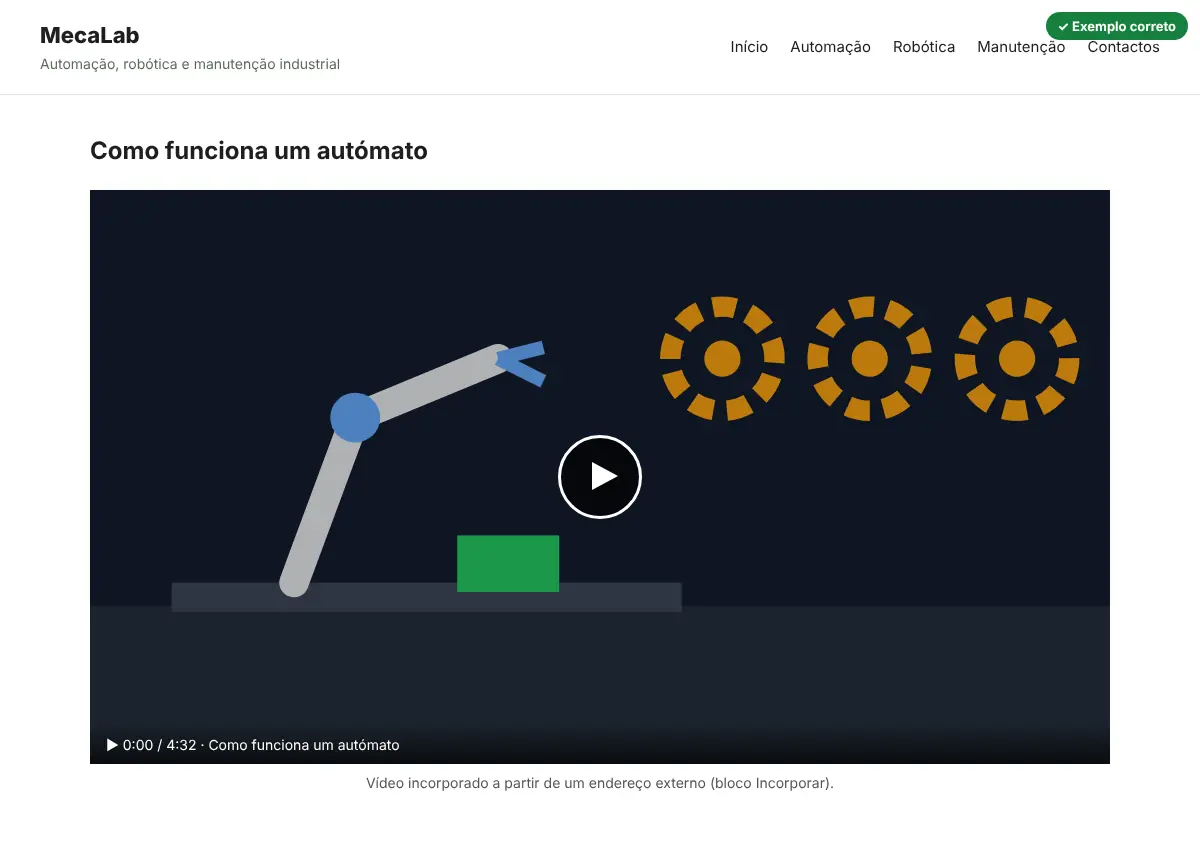 MecaLab
Automação, robótica e manutenção industrial
✓ Exemplo correto
Início Automação Robótica Manutenção Contactos
Como funciona um autómato
▶ 0:00 / 4:32 · Como funciona um autómato
Vídeo incorporado a partir de um endereço externo (bloco Incorporar).